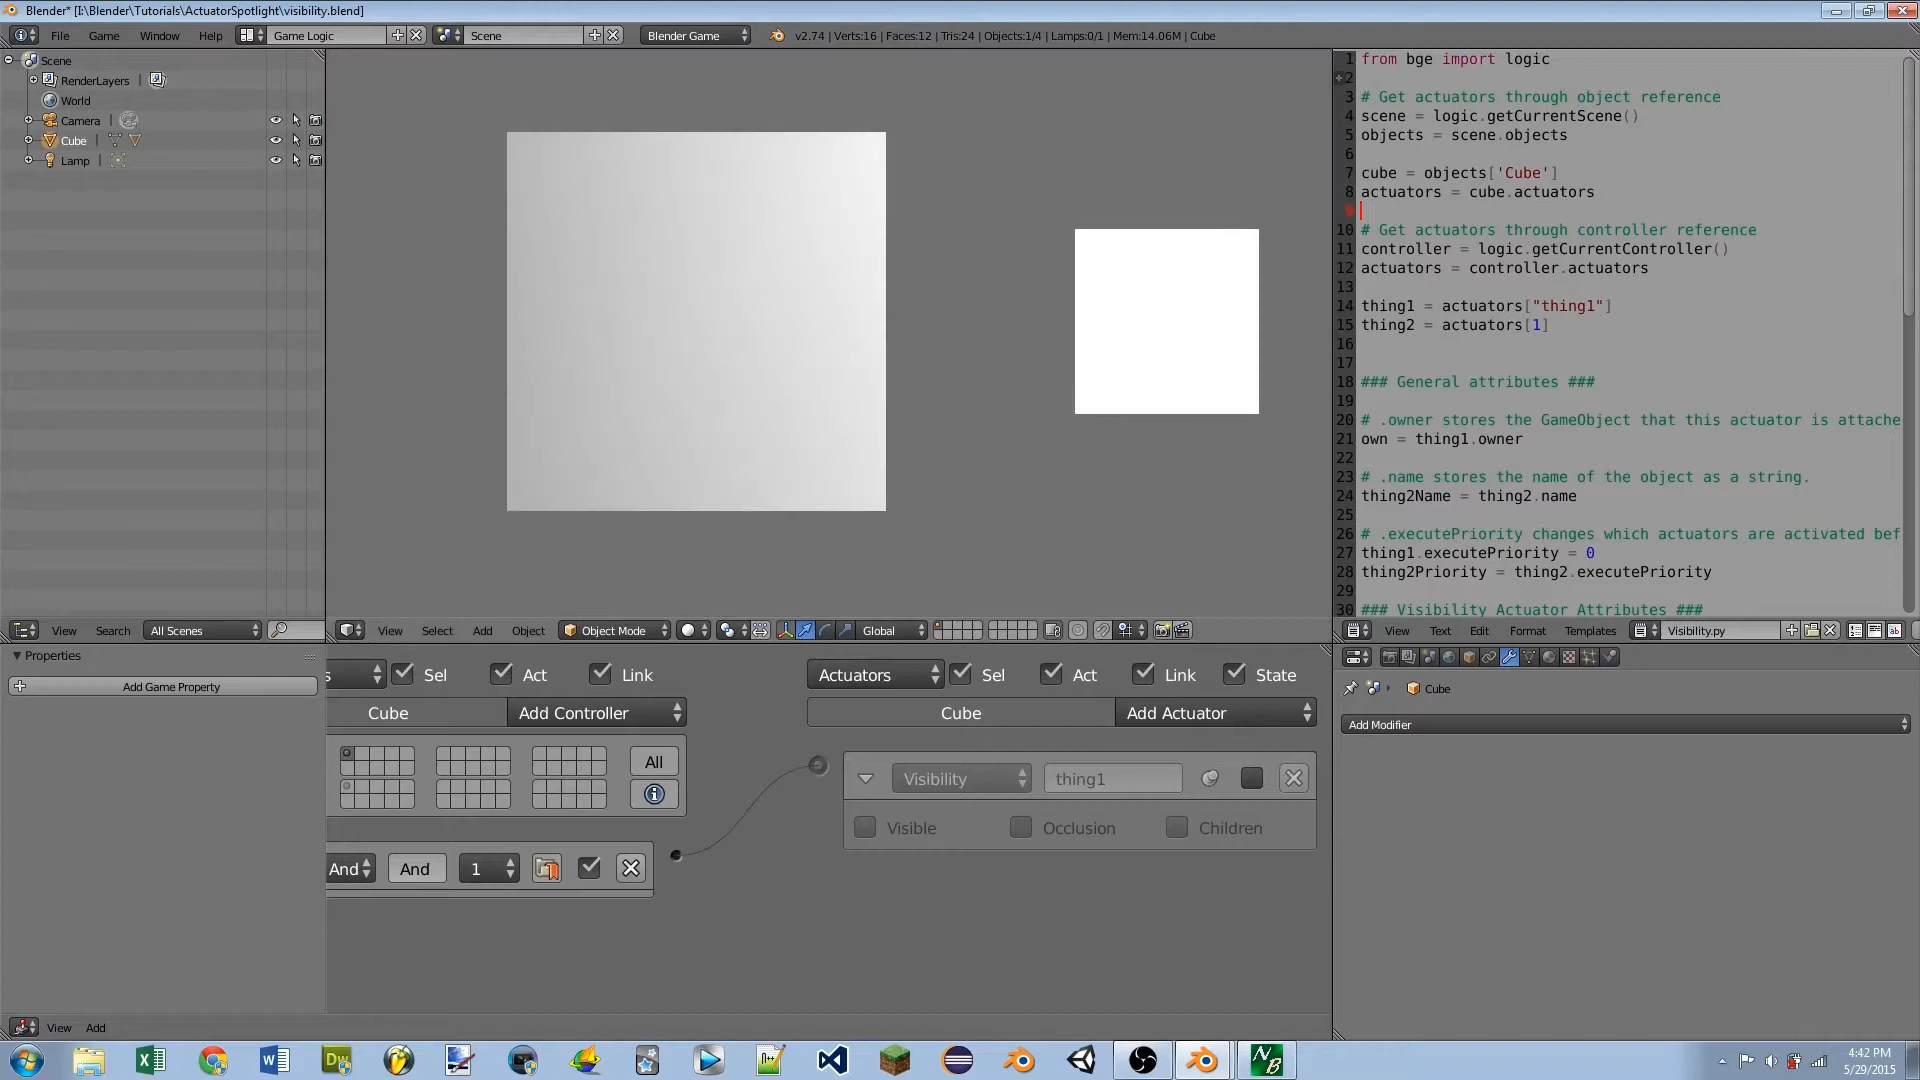 Blender* [I:\Blender\Tutorials\ActuatorSpotlight\visibility.blend]
File Game Window Help Game Logic Scene Blender Game v2.74 | Verts:16 | Faces:12 | Tris:24 | Objects:1/4 | Lamps:0/1 | Mem:14.06M | Cube
Scene
RenderLayers
World
Camera
Cube
Lamp
View Search All Scenes
View Select Add Object Object Mode Global
1 from bge import logic
2
3 # Get actuators through object reference
4 scene = logic.getCurrentScene()
5 objects = scene.objects
6
7 cube = objects['Cube']
8 actuators = cube.actuators
9
10 # Get actuators through controller reference
11 controller = logic.getCurrentController()
12 actuators = controller.actuators
13
14 thing1 = actuators["thing1"]
15 thing2 = actuators[1]
16
17
18 ### General attributes ###
19
20 # .owner stores the GameObject that this actuator is attache
21 own = thing1.owner
22
23 # .name stores the name of the object as a string.
24 thing2Name = thing2.name
25
26 # .executePriority changes which actuators are activated bef
27 thing1.executePriority = 0
28 thing2Priority = thing2.executePriority
29
30 ### Visibility Actuator Attributes ###
View Text Edit Format Templates Visibility.py
Properties
Add Game Property
s Sel Act Link
Cube Add Controller
All
And And 1
Actuators Sel Act Link State
Cube Add Actuator
Visibility thing1
Visible Occlusion Children
Cube
Add Modifier
View Add
4:42 PM
5/29/2015